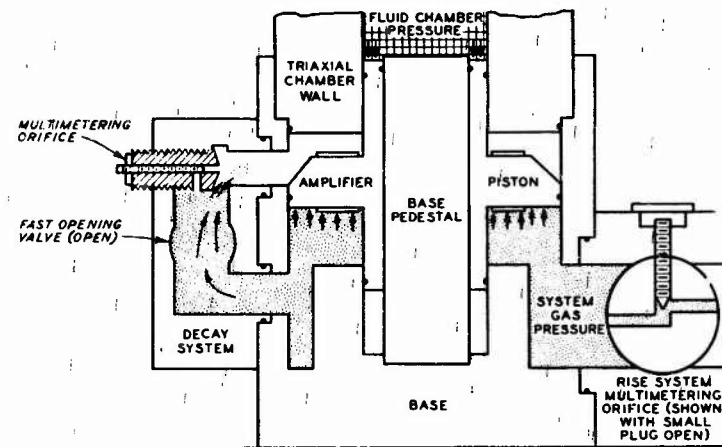 FLUID CHAMBER
PRESSURE
TRIAXIAL
CHAMBER
WALL
MULTIMETERING
ORIFICE
AMPLIFIER
PISTON
BASE
PEDESTAL
FAST OPENING
VALVE (OPEN)
SYSTEM
GAS
PRESSURE
DECAY
SYSTEM
BASE
RISE SYSTEM
MULTIMETERING
ORIFICE (SHOWN
WITH SMALL
PLUG OPEN)